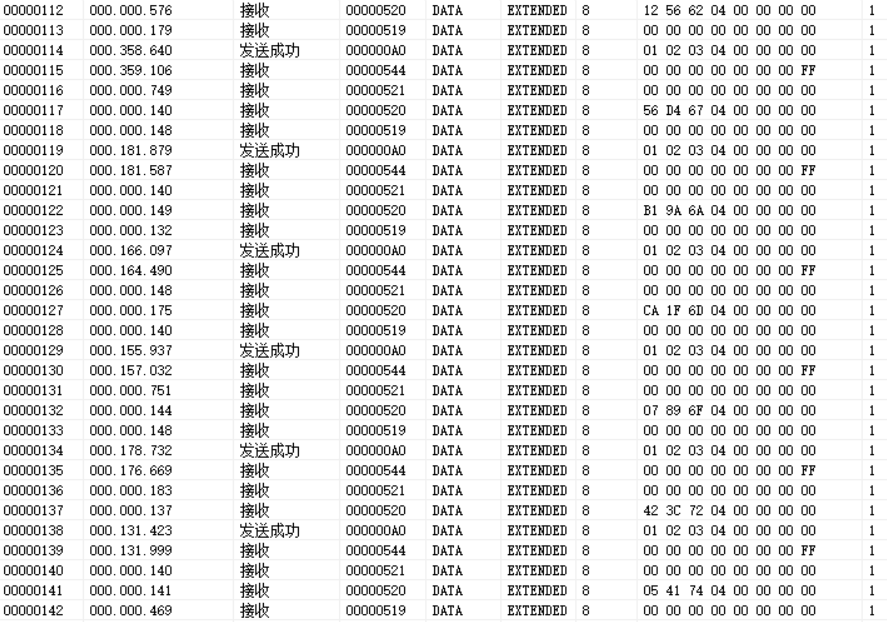 00000112 000.000.576 接收 00000520 DATA EXTENDED 8 12 56 62 04 00 00 00 00 1
00000113 000.000.179 接收 00000519 DATA EXTENDED 8 00 00 00 00 00 00 00 00 1
00000114 000.358.640 发送成功 000000A0 DATA EXTENDED 8 01 02 03 04 00 00 00 00 1
00000115 000.359.106 接收 00000544 DATA EXTENDED 8 00 00 00 00 00 00 00 FF 1
00000116 000.000.749 接收 00000521 DATA EXTENDED 8 00 00 00 00 00 00 00 00 1
00000117 000.000.140 接收 00000520 DATA EXTENDED 8 56 D4 67 04 00 00 00 00 1
00000118 000.000.148 接收 00000519 DATA EXTENDED 8 00 00 00 00 00 00 00 00 1
00000119 000.181.879 发送成功 000000A0 DATA EXTENDED 8 01 02 03 04 00 00 00 00 1
00000120 000.181.587 接收 00000544 DATA EXTENDED 8 00 00 00 00 00 00 00 FF 1
00000121 000.000.140 接收 00000521 DATA EXTENDED 8 00 00 00 00 00 00 00 00 1
00000122 000.000.149 接收 00000520 DATA EXTENDED 8 B1 9A 6A 04 00 00 00 00 1
00000123 000.000.132 接收 00000519 DATA EXTENDED 8 00 00 00 00 00 00 00 00 1
00000124 000.166.097 发送成功 000000A0 DATA EXTENDED 8 01 02 03 04 00 00 00 00 1
00000125 000.164.490 接收 00000544 DATA EXTENDED 8 00 00 00 00 00 00 00 FF 1
00000126 000.000.148 接收 00000521 DATA EXTENDED 8 00 00 00 00 00 00 00 00 1
00000127 000.000.175 接收 00000520 DATA EXTENDED 8 CA 1F 6D 04 00 00 00 00 1
00000128 000.000.140 接收 00000519 DATA EXTENDED 8 00 00 00 00 00 00 00 00 1
00000129 000.155.937 发送成功 000000A0 DATA EXTENDED 8 01 02 03 04 00 00 00 00 1
00000130 000.157.032 接收 00000544 DATA EXTENDED 8 00 00 00 00 00 00 00 FF 1
00000131 000.000.751 接收 00000521 DATA EXTENDED 8 00 00 00 00 00 00 00 00 1
00000132 000.000.144 接收 00000520 DATA EXTENDED 8 07 89 6F 04 00 00 00 00 1
00000133 000.000.148 接收 00000519 DATA EXTENDED 8 00 00 00 00 00 00 00 00 1
00000134 000.178.732 发送成功 000000A0 DATA EXTENDED 8 01 02 03 04 00 00 00 00 1
00000135 000.176.669 接收 00000544 DATA EXTENDED 8 00 00 00 00 00 00 00 FF 1
00000136 000.000.183 接收 00000521 DATA EXTENDED 8 00 00 00 00 00 00 00 00 1
00000137 000.000.137 接收 00000520 DATA EXTENDED 8 42 3C 72 04 00 00 00 00 1
00000138 000.131.423 发送成功 000000A0 DATA EXTENDED 8 01 02 03 04 00 00 00 00 1
00000139 000.131.999 接收 00000544 DATA EXTENDED 8 00 00 00 00 00 00 00 FF 1
00000140 000.000.140 接收 00000521 DATA EXTENDED 8 00 00 00 00 00 00 00 00 1
00000141 000.000.141 接收 00000520 DATA EXTENDED 8 05 41 74 04 00 00 00 00 1
00000142 000.000.469 接收 00000519 DATA EXTENDED 8 00 00 00 00 00 00 00 00 1